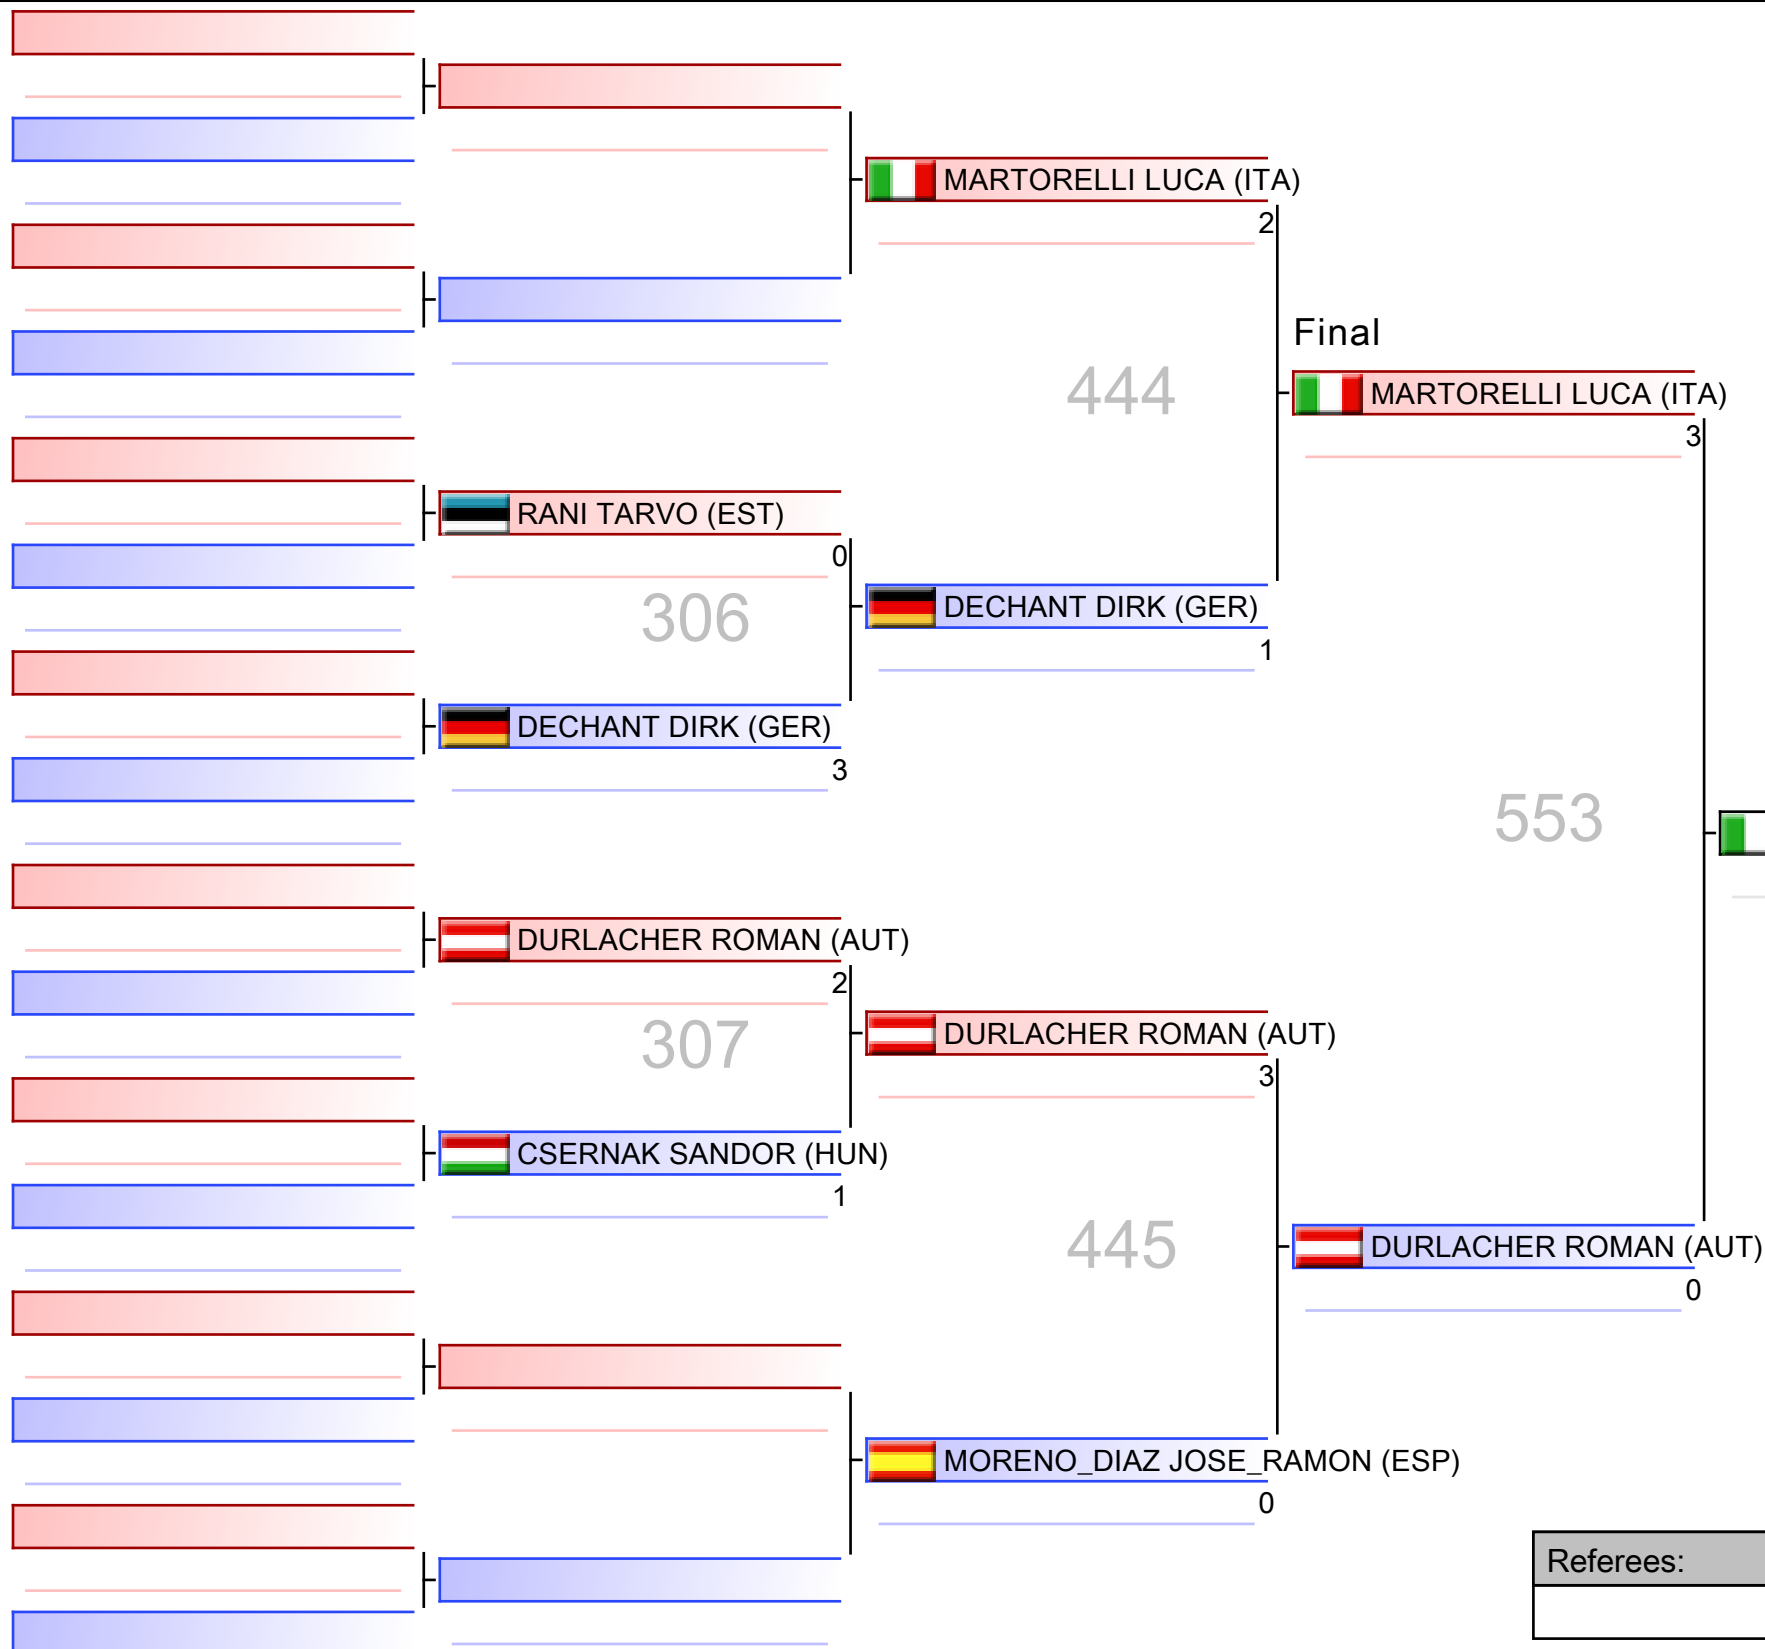 MARTORELLI LUCA (ITA)
2
Final
444
MARTORELLI LUCA (ITA)
3
RANI TARVO (EST)
0
306
DECHANT DIRK (GER)
1
DECHANT DIRK (GER)
3
553
DURLACHER ROMAN (AUT)
2
307
DURLACHER ROMAN (AUT)
3
CSERNAK SANDOR (HUN)
1
445
DURLACHER ROMAN (AUT)
0
MORENO_DIAZ JOSE_RAMON (ESP)
0
Referees: